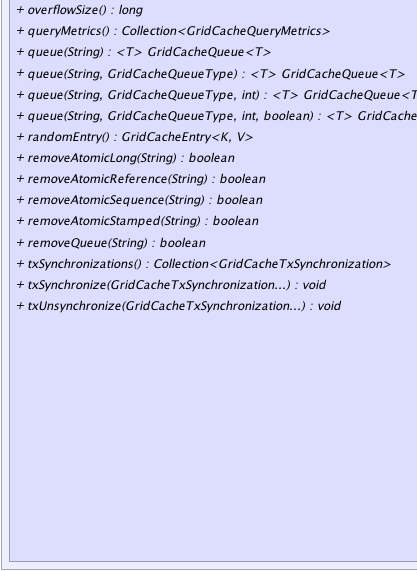 + overflowSize() : long
+ queryMetrics() : Collection<GridCacheQueryMetrics>
+ queue(String) : <T> GridCacheQueue<T>
+ queue(String, GridCacheQueueType) : <T> GridCacheQueue<T>
+ queue(String, GridCacheQueueType, int) : <T> GridCacheQueue<T
+ queue(String, GridCacheQueueType, int, boolean) : <T> GridCache
+ randomEntry() : GridCacheEntry<K, V>
+ removeAtomicLong(String) : boolean
+ removeAtomicReference(String) : boolean
+ removeAtomicSequence(String) : boolean
+ removeAtomicStamped(String) : boolean
+ removeQueue(String) : boolean
+ txSynchronizations() : Collection<GridCacheTxSynchronization>
+ txSynchronize(GridCacheTxSynchronization...) : void
+ txUnsynchronize(GridCacheTxSynchronization...) : void